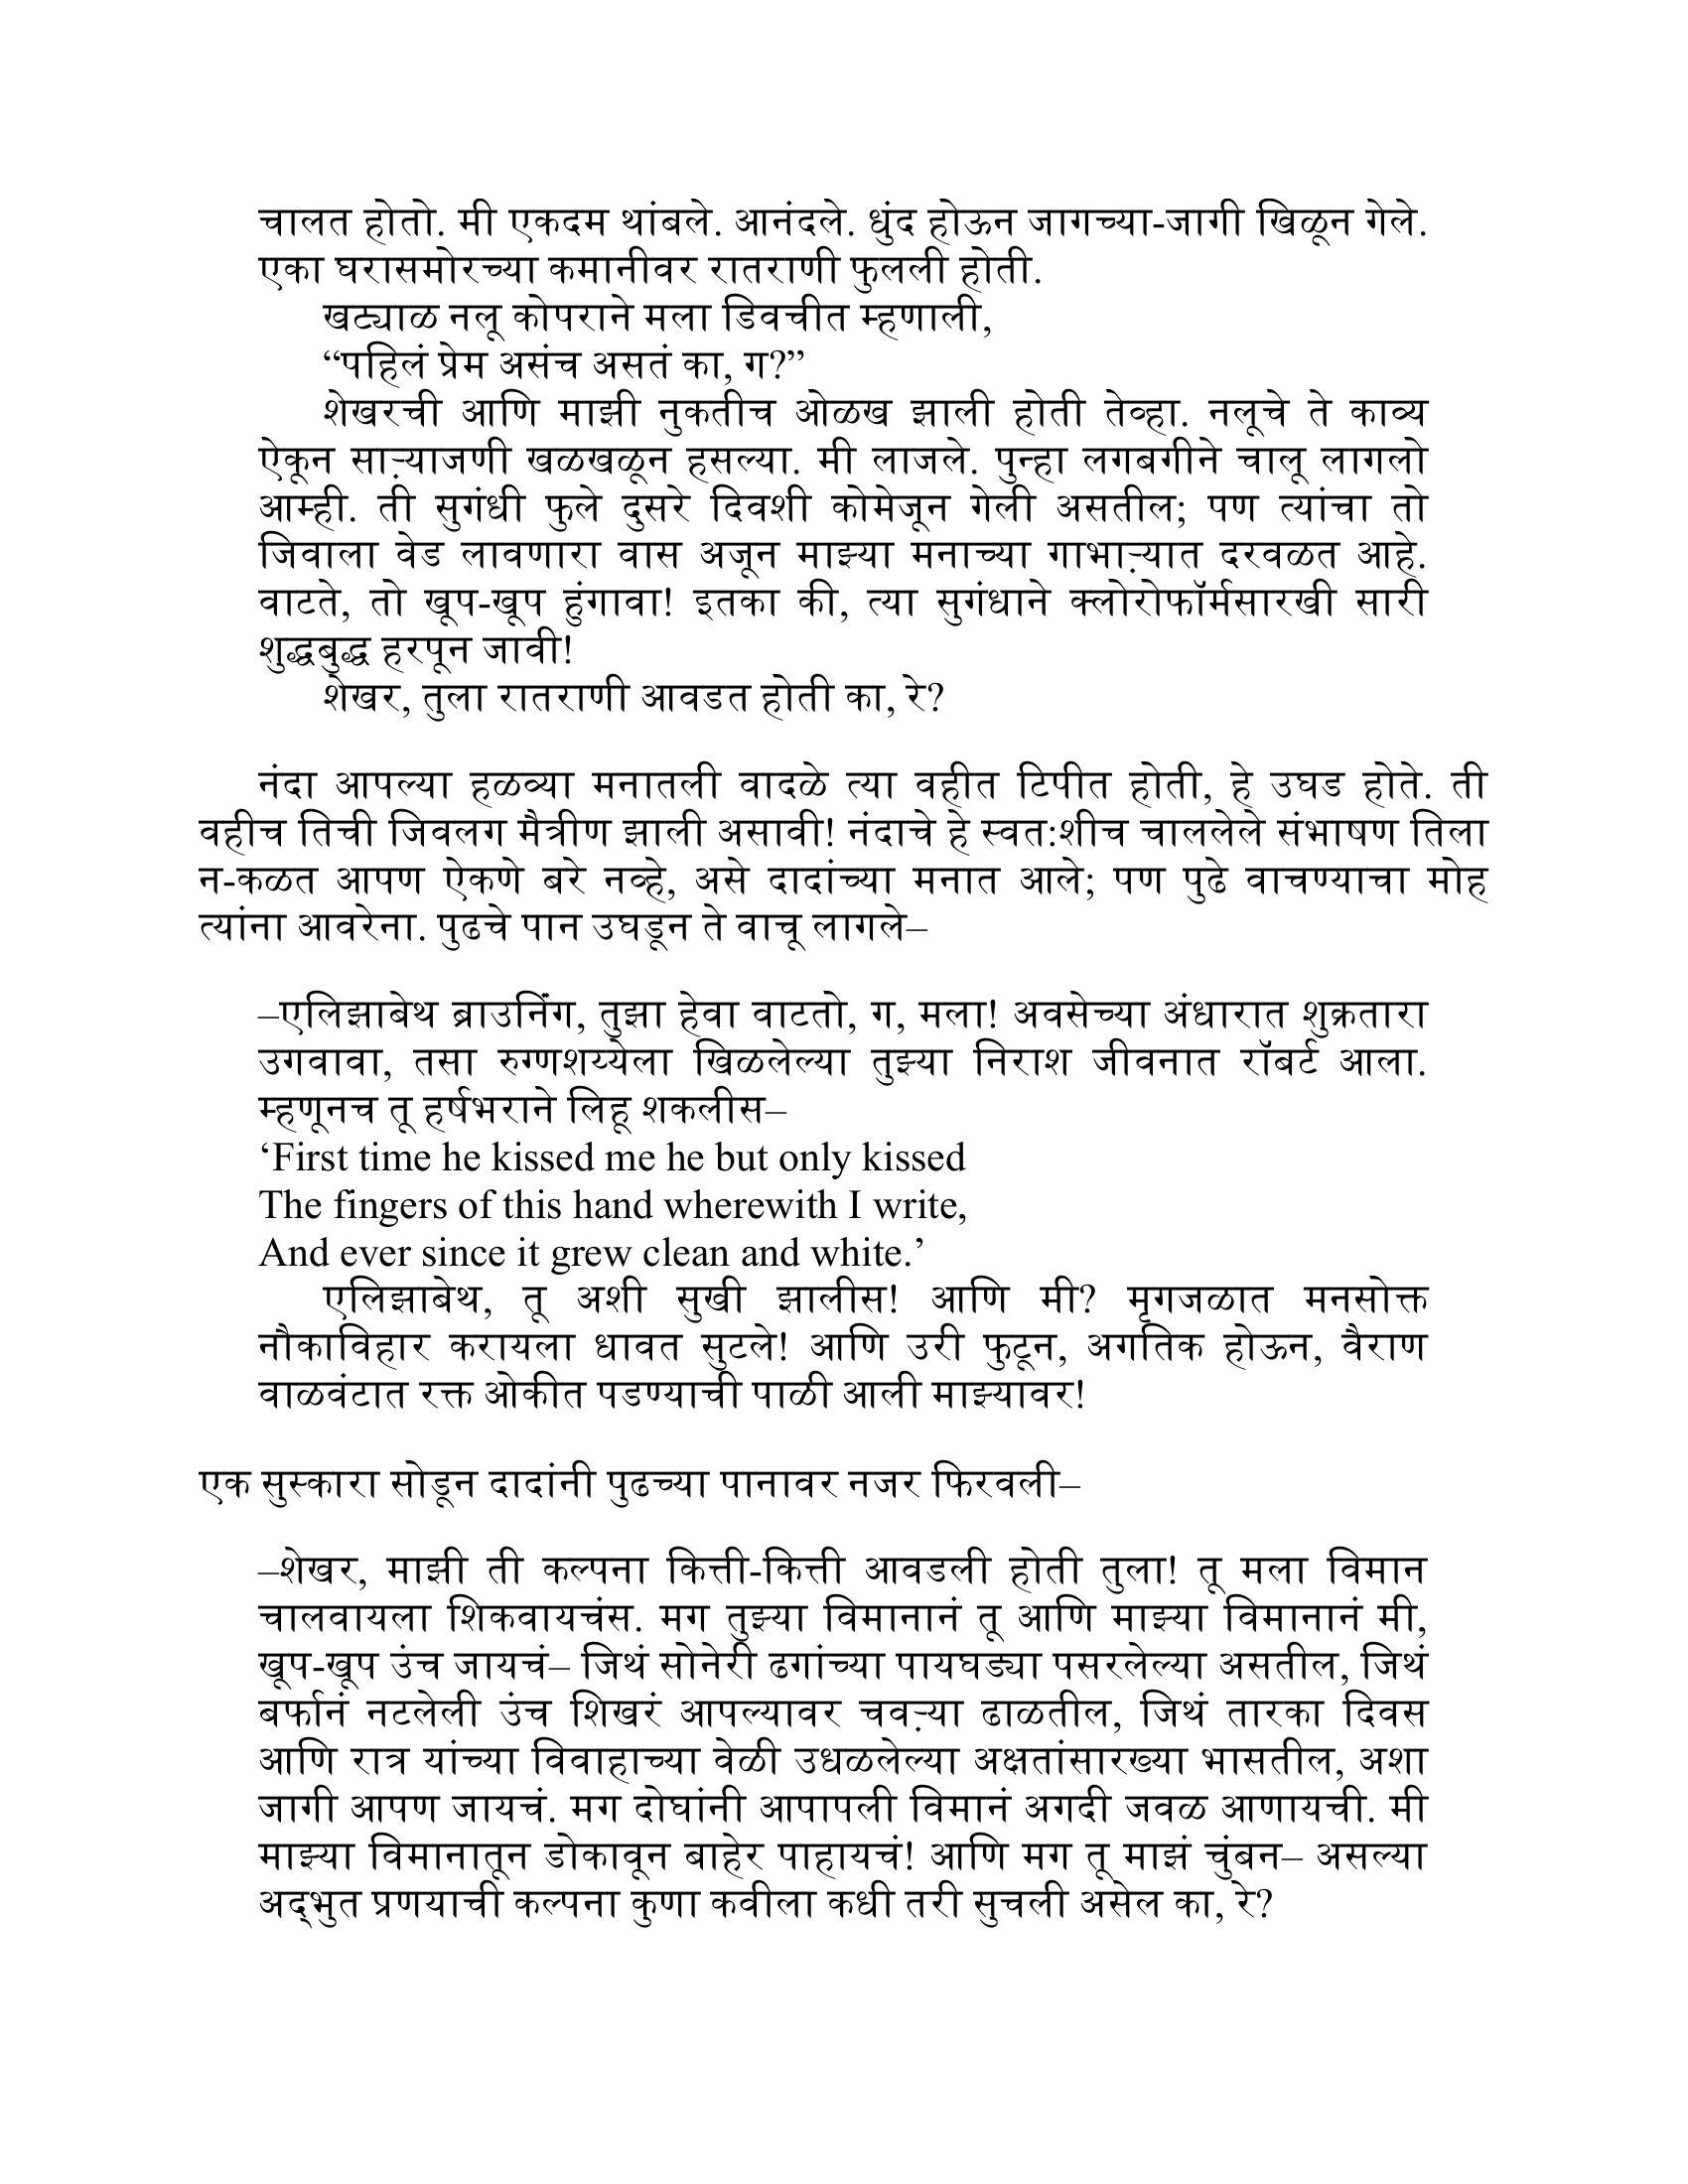 चालत होतो. मी एकदम थांबले. आनंदले. धुंद होऊन जागच्या-जागी खिळून गेले.
एका घरासमोरच्या कमानीवर रातराणी फुलली होती.
खट्याळ नलू कोपराने मला डिवचीत म्हणाली,
“पहिलं प्रेम असंच असतं का, ग?”
शेखरची आणि माझी नुकतीच ओळख झाली होती तेव्हा. नलूचे ते काव्य
ऐकून साऱ्याजणी खळखळून हसल्या. मी लाजले. पुन्हा लगबगीने चालू लागलो
आम्ही. ती सुगंधी फुले दुसरे दिवशी कोमेजून गेली असतील; पण त्यांचा तो
जिवाला वेड लावणारा वास अजून माझ्या मनाच्या गाभाऱ्यात दरवळत आहे.
वाटते, तो खूप-खूप हुंगावा! इतका की, त्या सुगंधाने क्लोरोफॉर्मसारखी सारी
शुद्धबुद्ध हरपून जावी!
शेखर, तुला रातराणी आवडत होती का, रे?
नंदा आपल्या हळव्या मनातली वादळे त्या वहीत टिपीत होती, हे उघड होते. ती
वहीच तिची जिवलग मैत्रीण झाली असावी! नंदाचे हे स्वत:शीच चाललेले संभाषण तिला
न-कळत आपण ऐकणे बरे नव्हे, असे दादांच्या मनात आले; पण पुढे वाचण्याचा मोह
त्यांना आवरेना. पुढचे पान उघडून ते वाचू लागले–
–एलिझाबेथ ब्राउनिंग, तुझा हेवा वाटतो, ग, मला! अवसेच्या अंधारात शुक्रतारा
उगवावा, तसा रुग्णशय्येला खिळलेल्या तुझ्या निराश जीवनात रॉबर्ट आला.
म्हणूनच तू हर्षभराने लिहू शकलीस–
‘First time he kissed me he but only kissed
The fingers of this hand wherewith I write,
And ever since it grew clean and white.’
एलिझाबेथ, तू अशी सुखी झालीस! आणि मी? मृगजळात मनसोक्त
नौकाविहार करायला धावत सुटले! आणि उरी फुटून, अगतिक होऊन, वैराण
वाळवंटात रक्त ओकीत पडण्याची पाळी आली माझ्यावर!
एक सुस्कारा सोडून दादांनी पुढच्या पानावर नजर फिरवली–
–शेखर, माझी ती कल्पना कित्ती-कित्ती आवडली होती तुला! तू मला विमान
चालवायला शिकवायचंस. मग तुझ्या विमानानं तू आणि माझ्या विमानानं मी,
खूप-खूप उंच जायचं– जिथं सोनेरी ढगांच्या पायघड्या पसरलेल्या असतील, जिथं
बर्फानं नटलेली उंच शिखरं आपल्यावर चवऱ्या ढाळतील, जिथं तारका दिवस
आणि रात्र यांच्या विवाहाच्या वेळी उधळलेल्या अक्षतांसारख्या भासतील, अशा
जागी आपण जायचं. मग दोघांनी आपापली विमानं अगदी जवळ आणायची. मी
माझ्या विमानातून डोकावून बाहेर पाहायचं! आणि मग तू माझं चुंबन– असल्या
अद्‌भुत प्रणयाची कल्पना कुणा कवीला कधी तरी सुचली असेल का, रे?